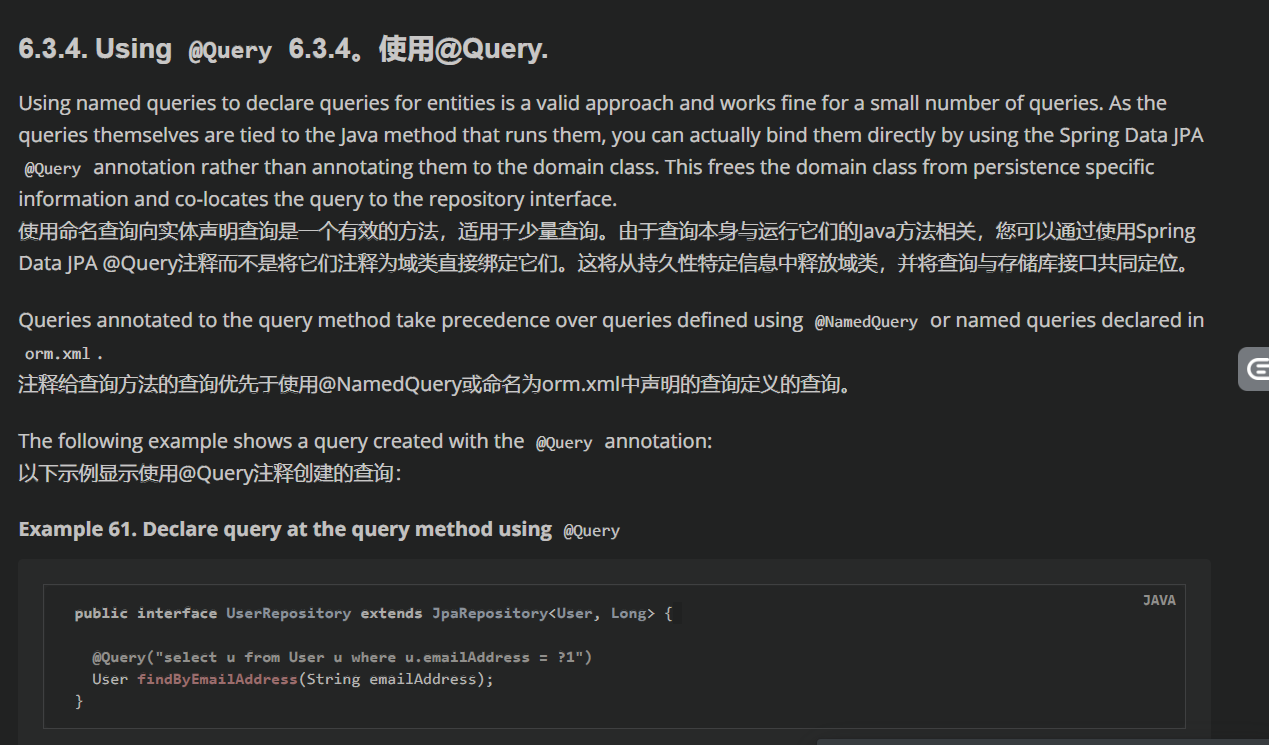 6.3.4. Using @Query 6.3.4。使用@Query.
Using named queries to declare queries for entities is a valid approach and works fine for a small number of queries. As the
queries themselves are tied to the Java method that runs them, you can actually bind them directly by using the Spring Data JPA
@Query annotation rather than annotating them to the domain class. This frees the domain class from persistence specific
information and co-locates the query to the repository interface.
使用命名查询向实体声明查询是一个有效的方法，适用于少量查询。由于查询本身与运行它们的Java方法相关，您可以通过使用Spring
Data JPA @Query注释而不是将它们注释为域类直接绑定它们。这将从持久性特定信息中释放域类，并将查询与存储库接口共同定位。
Queries annotated to the query method take precedence over queries defined using @NamedQuery or named queries declared in
orm.xml .
注释给查询方法的查询优先于使用@NamedQuery或命名为orm.xml中声明的查询定义的查询。
The following example shows a query created with the @Query annotation:
以下示例显示使用@Query注释创建的查询：
Example 61. Declare query at the query method using @Query
JAVA
public interface UserRepository extends JpaRepository<User, Long> {
@Query("select u from User u where u.emailAddress = ?1")
User findByEmailAddress(String emailAddress);
}